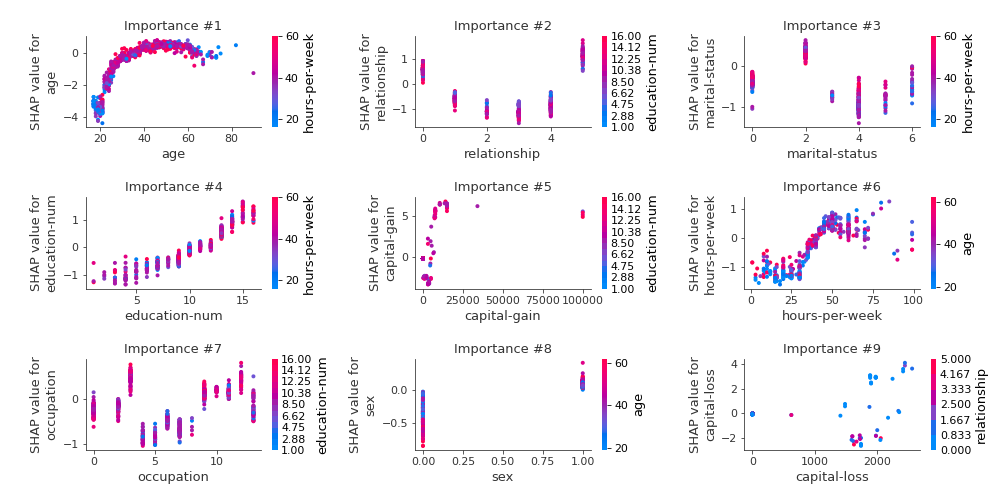 Importance #1
SHAP value for
age
0
−2
−4
20
40
60
80
age
60
40
20
hours-per-week
Importance #2
SHAP value for
relationship
1
0
−1
0
2
4
relationship
16.00
14.12
12.25
10.38
8.50
6.62
4.75
2.88
1.00
education-num
Importance #3
SHAP value for
marital-status
0
−1
0
2
4
6
marital-status
60
40
20
hours-per-week
Importance #4
SHAP value for
education-num
1
0
−1
5
10
15
education-num
60
40
20
hours-per-week
Importance #5
SHAP value for
capital-gain
5
0
0
25000
50000
75000
100000
capital-gain
16.00
14.12
12.25
10.38
8.50
6.62
4.75
2.88
1.00
education-num
Importance #6
SHAP value for
hours-per-week
1
0
−1
0
25
50
75
100
hours-per-week
60
40
20
age
Importance #7
SHAP value for
occupation
0
−1
0
5
10
occupation
16.00
14.12
12.25
10.38
8.50
6.62
4.75
2.88
1.00
education-num
Importance #8
SHAP value for
sex
0.0
−0.5
0.00
0.25
0.50
0.75
1.00
sex
60
40
20
age
Importance #9
SHAP value for
capital-loss
4
2
0
−2
0
1000
2000
capital-loss
5.000
4.167
3.333
2.500
1.667
0.833
0.000
relationship